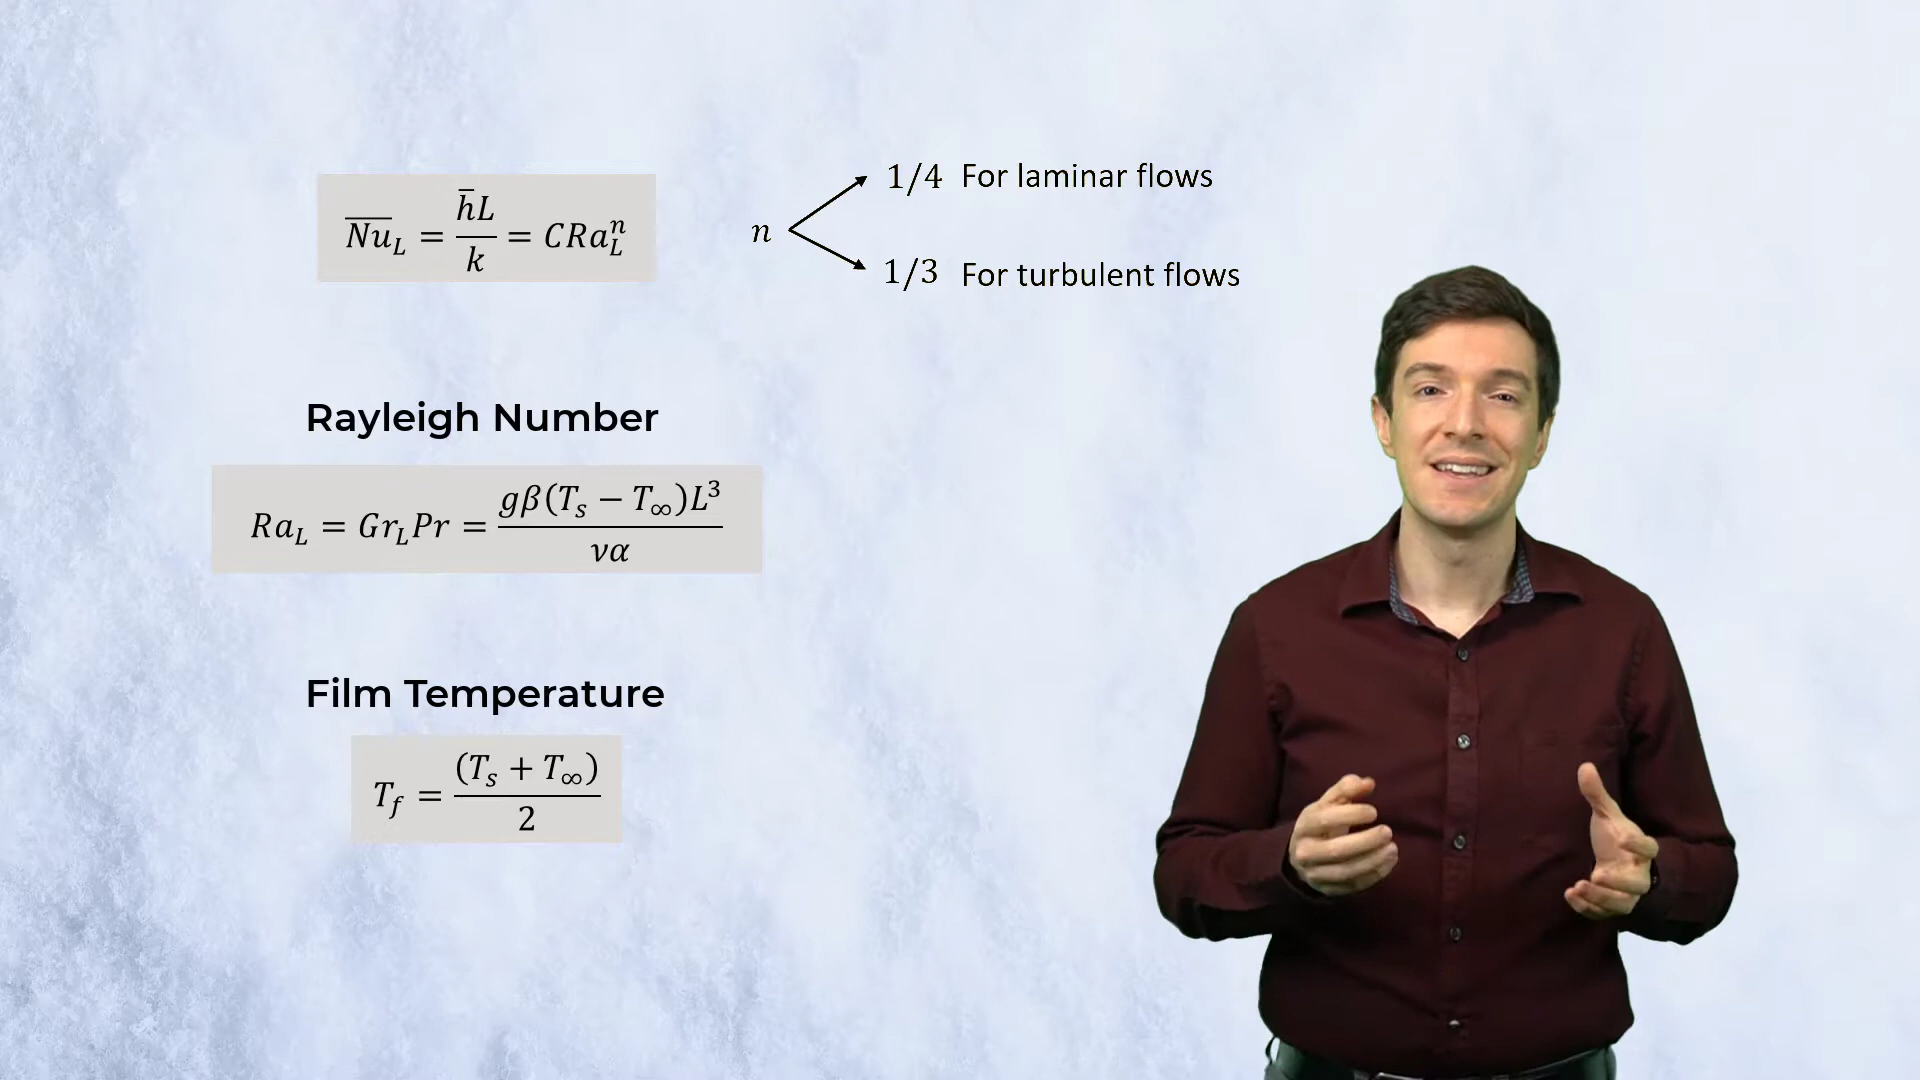 $\overline{Nu}_L = \frac{\bar{h}L}{k} = CRa_L^n$
n
1/4 For laminar flows
1/3 For turbulent flows
Rayleigh Number
$Ra_L = Gr_L Pr = \frac{g\beta(T_s - T_\infty)L^3}{\nu\alpha}$
Film Temperature
$T_f = \frac{(T_s + T_\infty)}{2}$